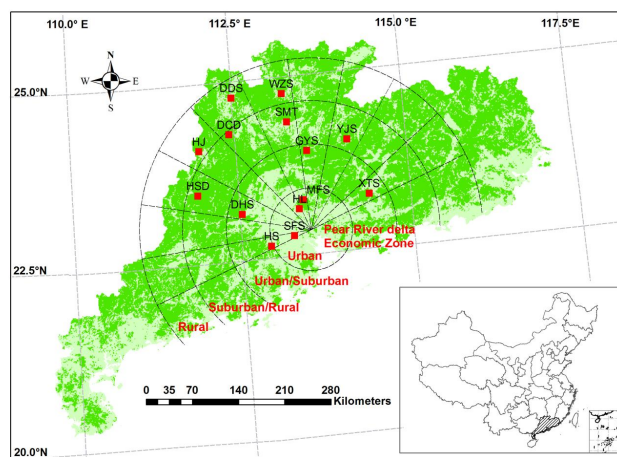 110.0° E
112.5° E
115.0° E
117.5° E
N
W
E
S
25.0°N
22.5°N
20.0°N
DDS
WZS
SMT
DCD
HJ
GYS
YJS
HSD
XTS
MFS
HL
DHS
SFS
HS
Pear River delta
Economic Zone
Urban
Urban/Suburban
Suburban/Rural
Rural
0 35 70 140 210 280
Kilometers